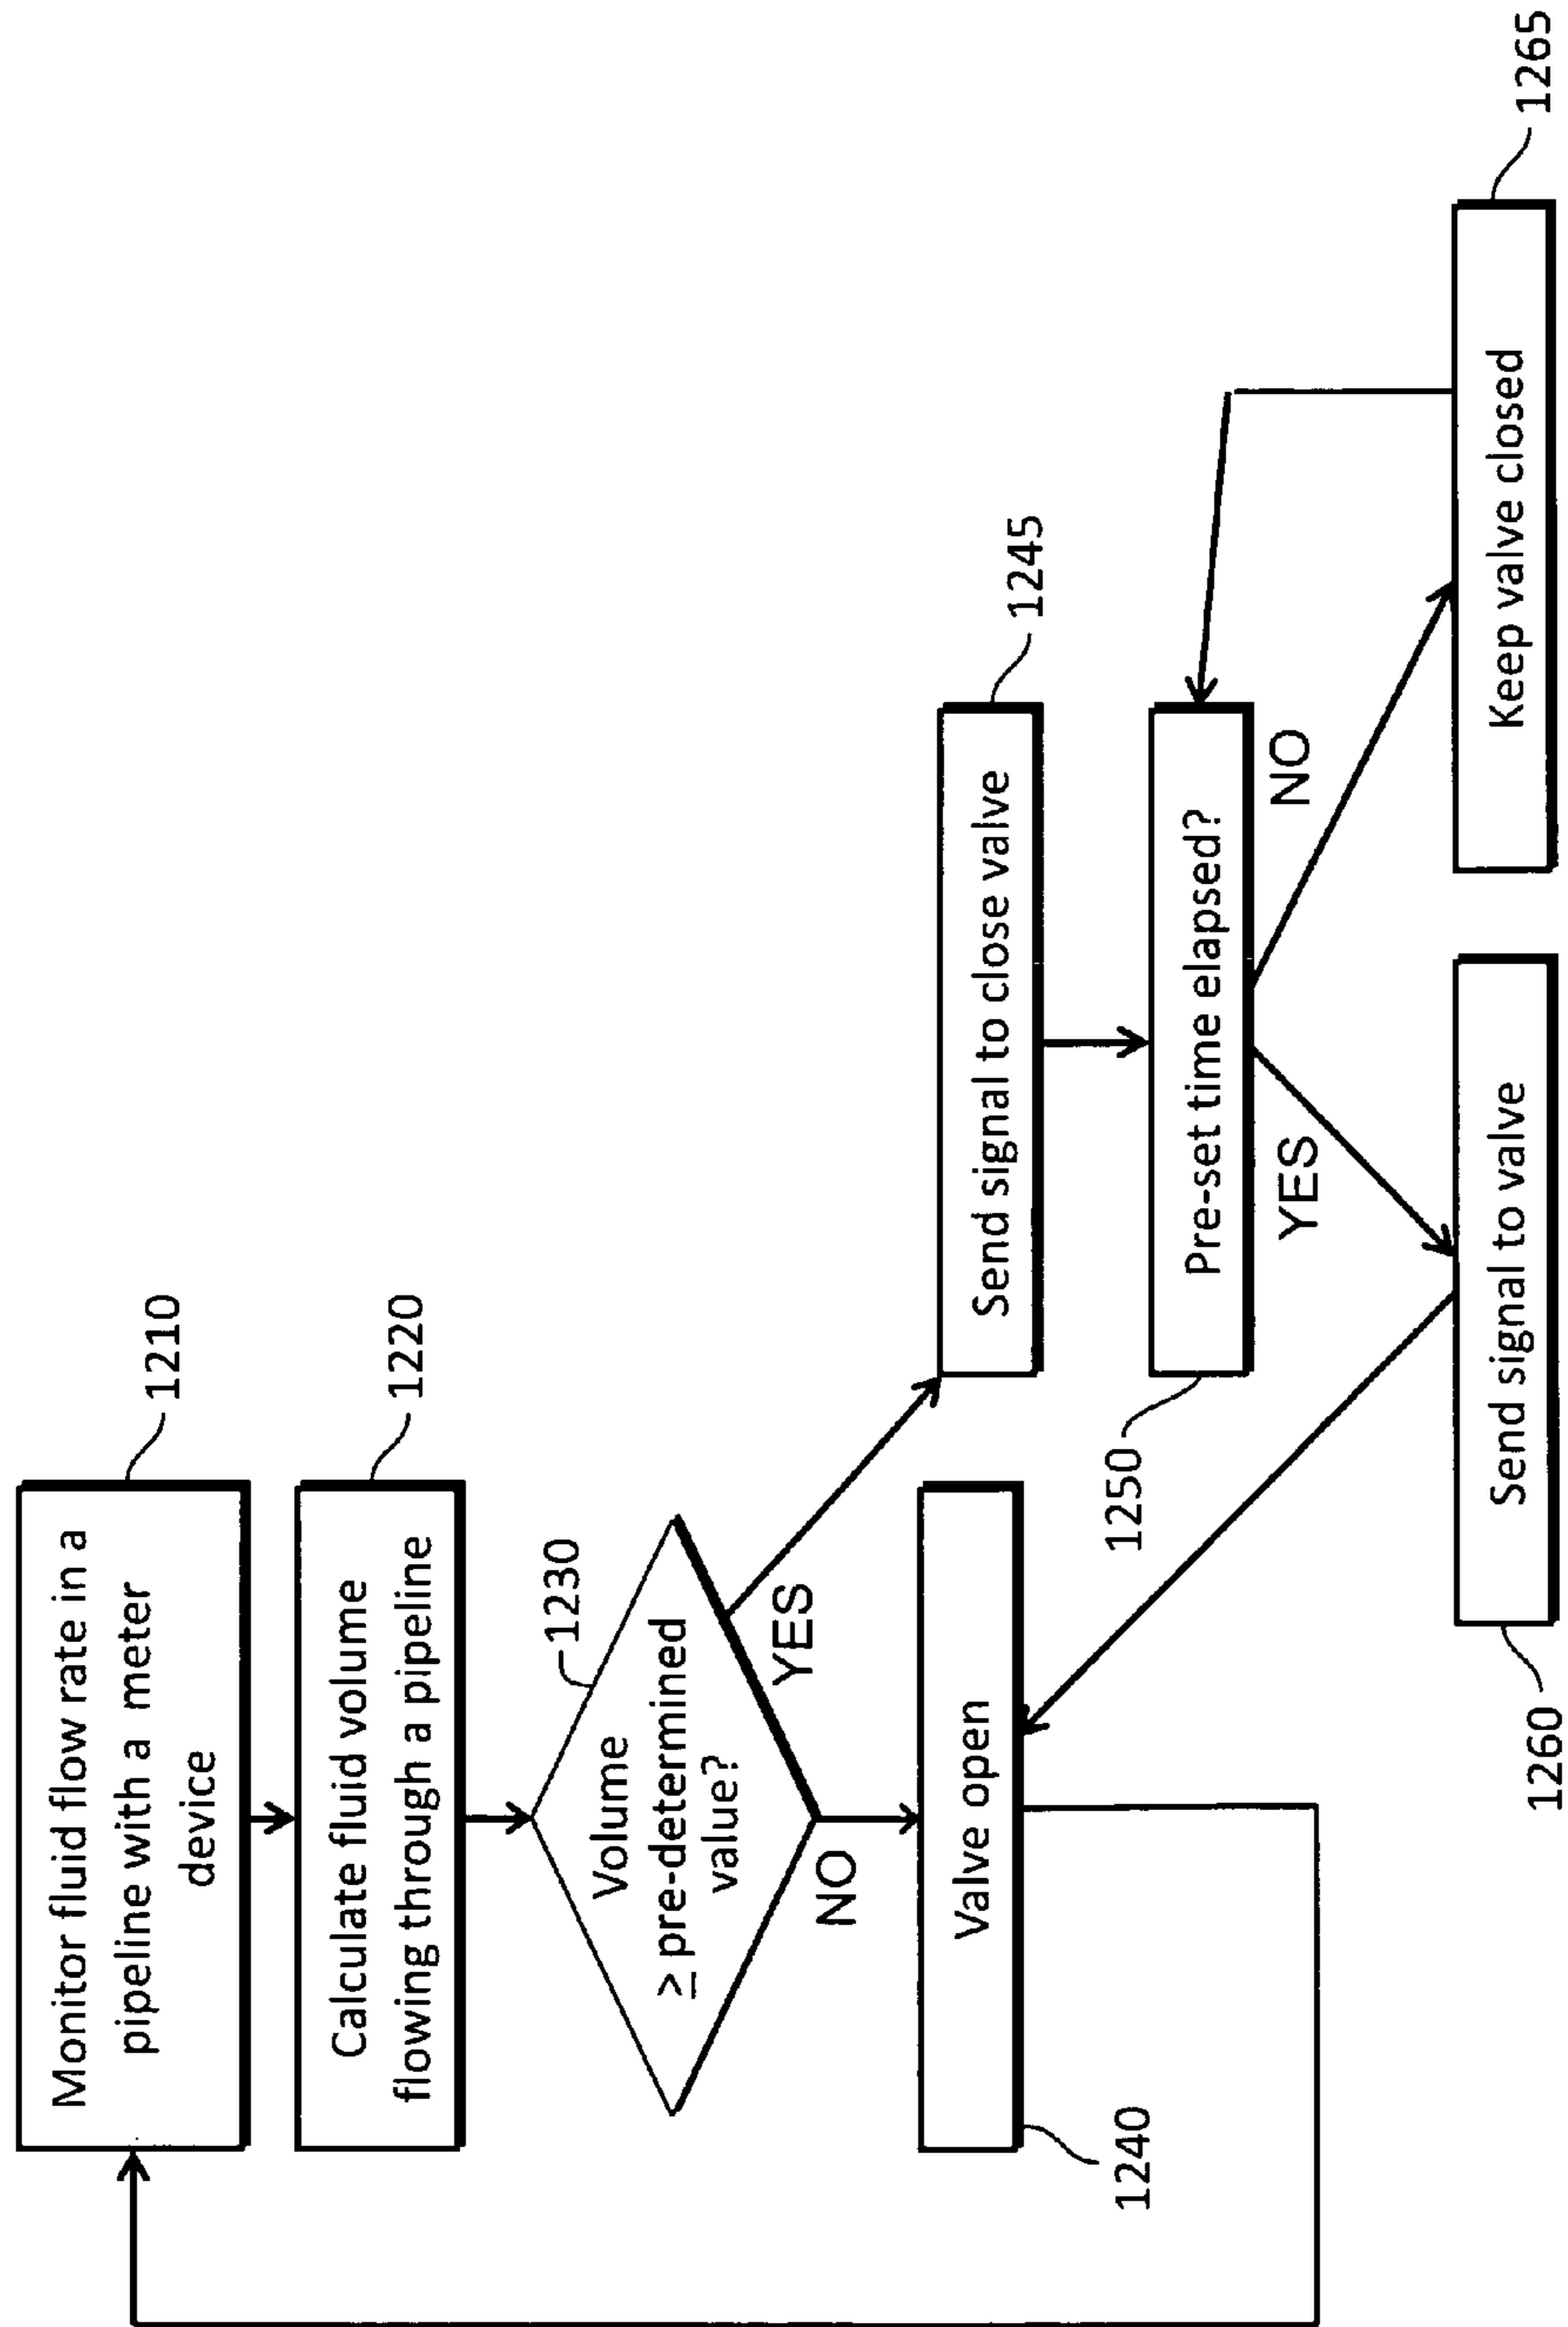 Monitor fluid flow rate in a
pipeline with a meter
device
1210
Calculate fluid volume
flowing through a pipeline
1220
Volume
≥ pre-determined
value?
1230
YES
NO
Valve open
1240
Send signal to close valve
1245
Pre-set time elapsed?
1250
YES
NO
Send signal to valve
1260
Keep valve closed
1265